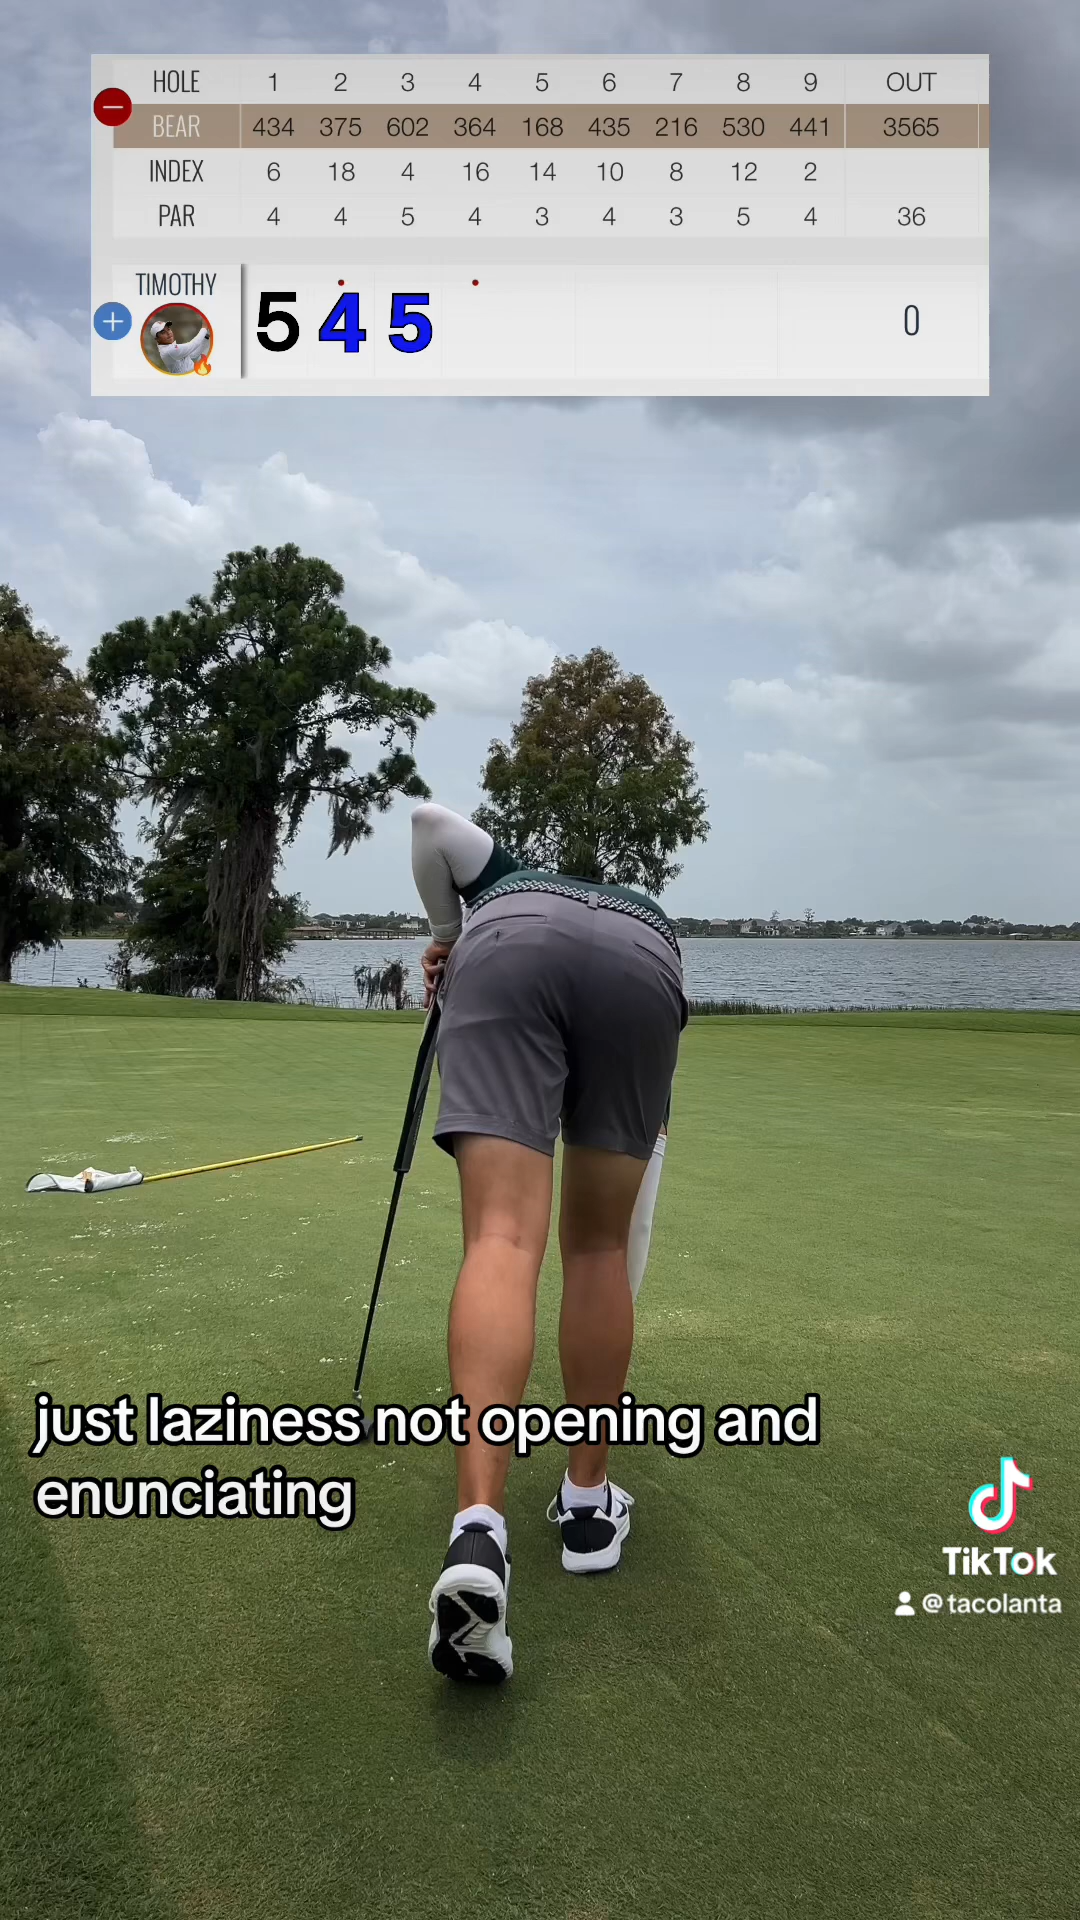 HOLE 1 2 3 4 5 6 7 8 9 OUT
BEAR 434 375 602 364 168 435 216 530 441 3565
INDEX 6 18 4 16 14 10 8 12 2
PAR 4 4 5 4 3 4 3 5 4 36
TIMOTHY
5 4 5 0
just laziness not opening and
enunciating
TikTok
@tacolanta